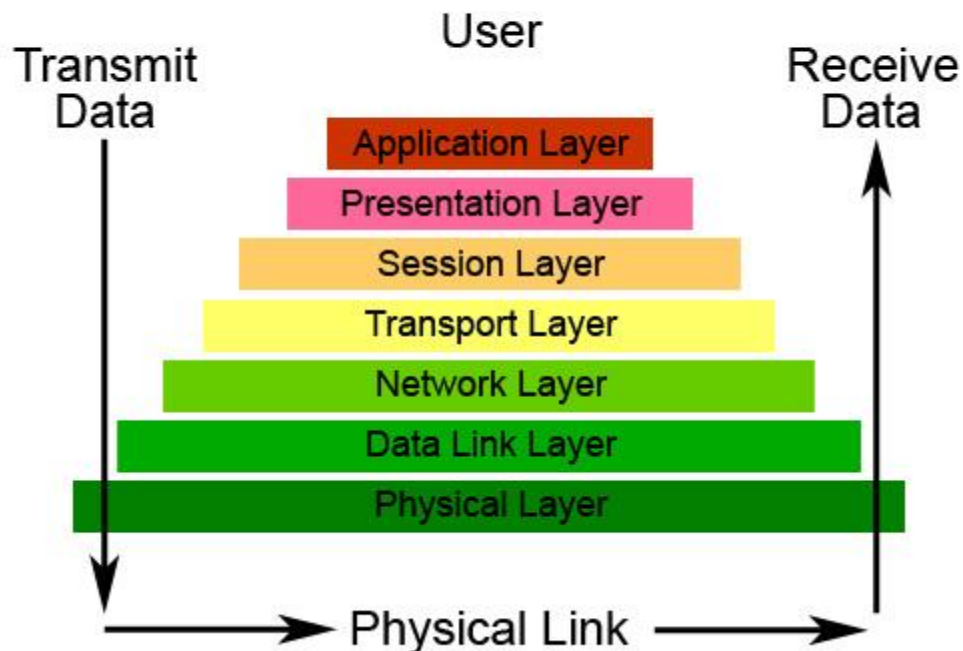 User
Transmit
Data
Receive
Data
Application Layer
Presentation Layer
Session Layer
Transport Layer
Network Layer
Data Link Layer
Physical Layer
Physical Link